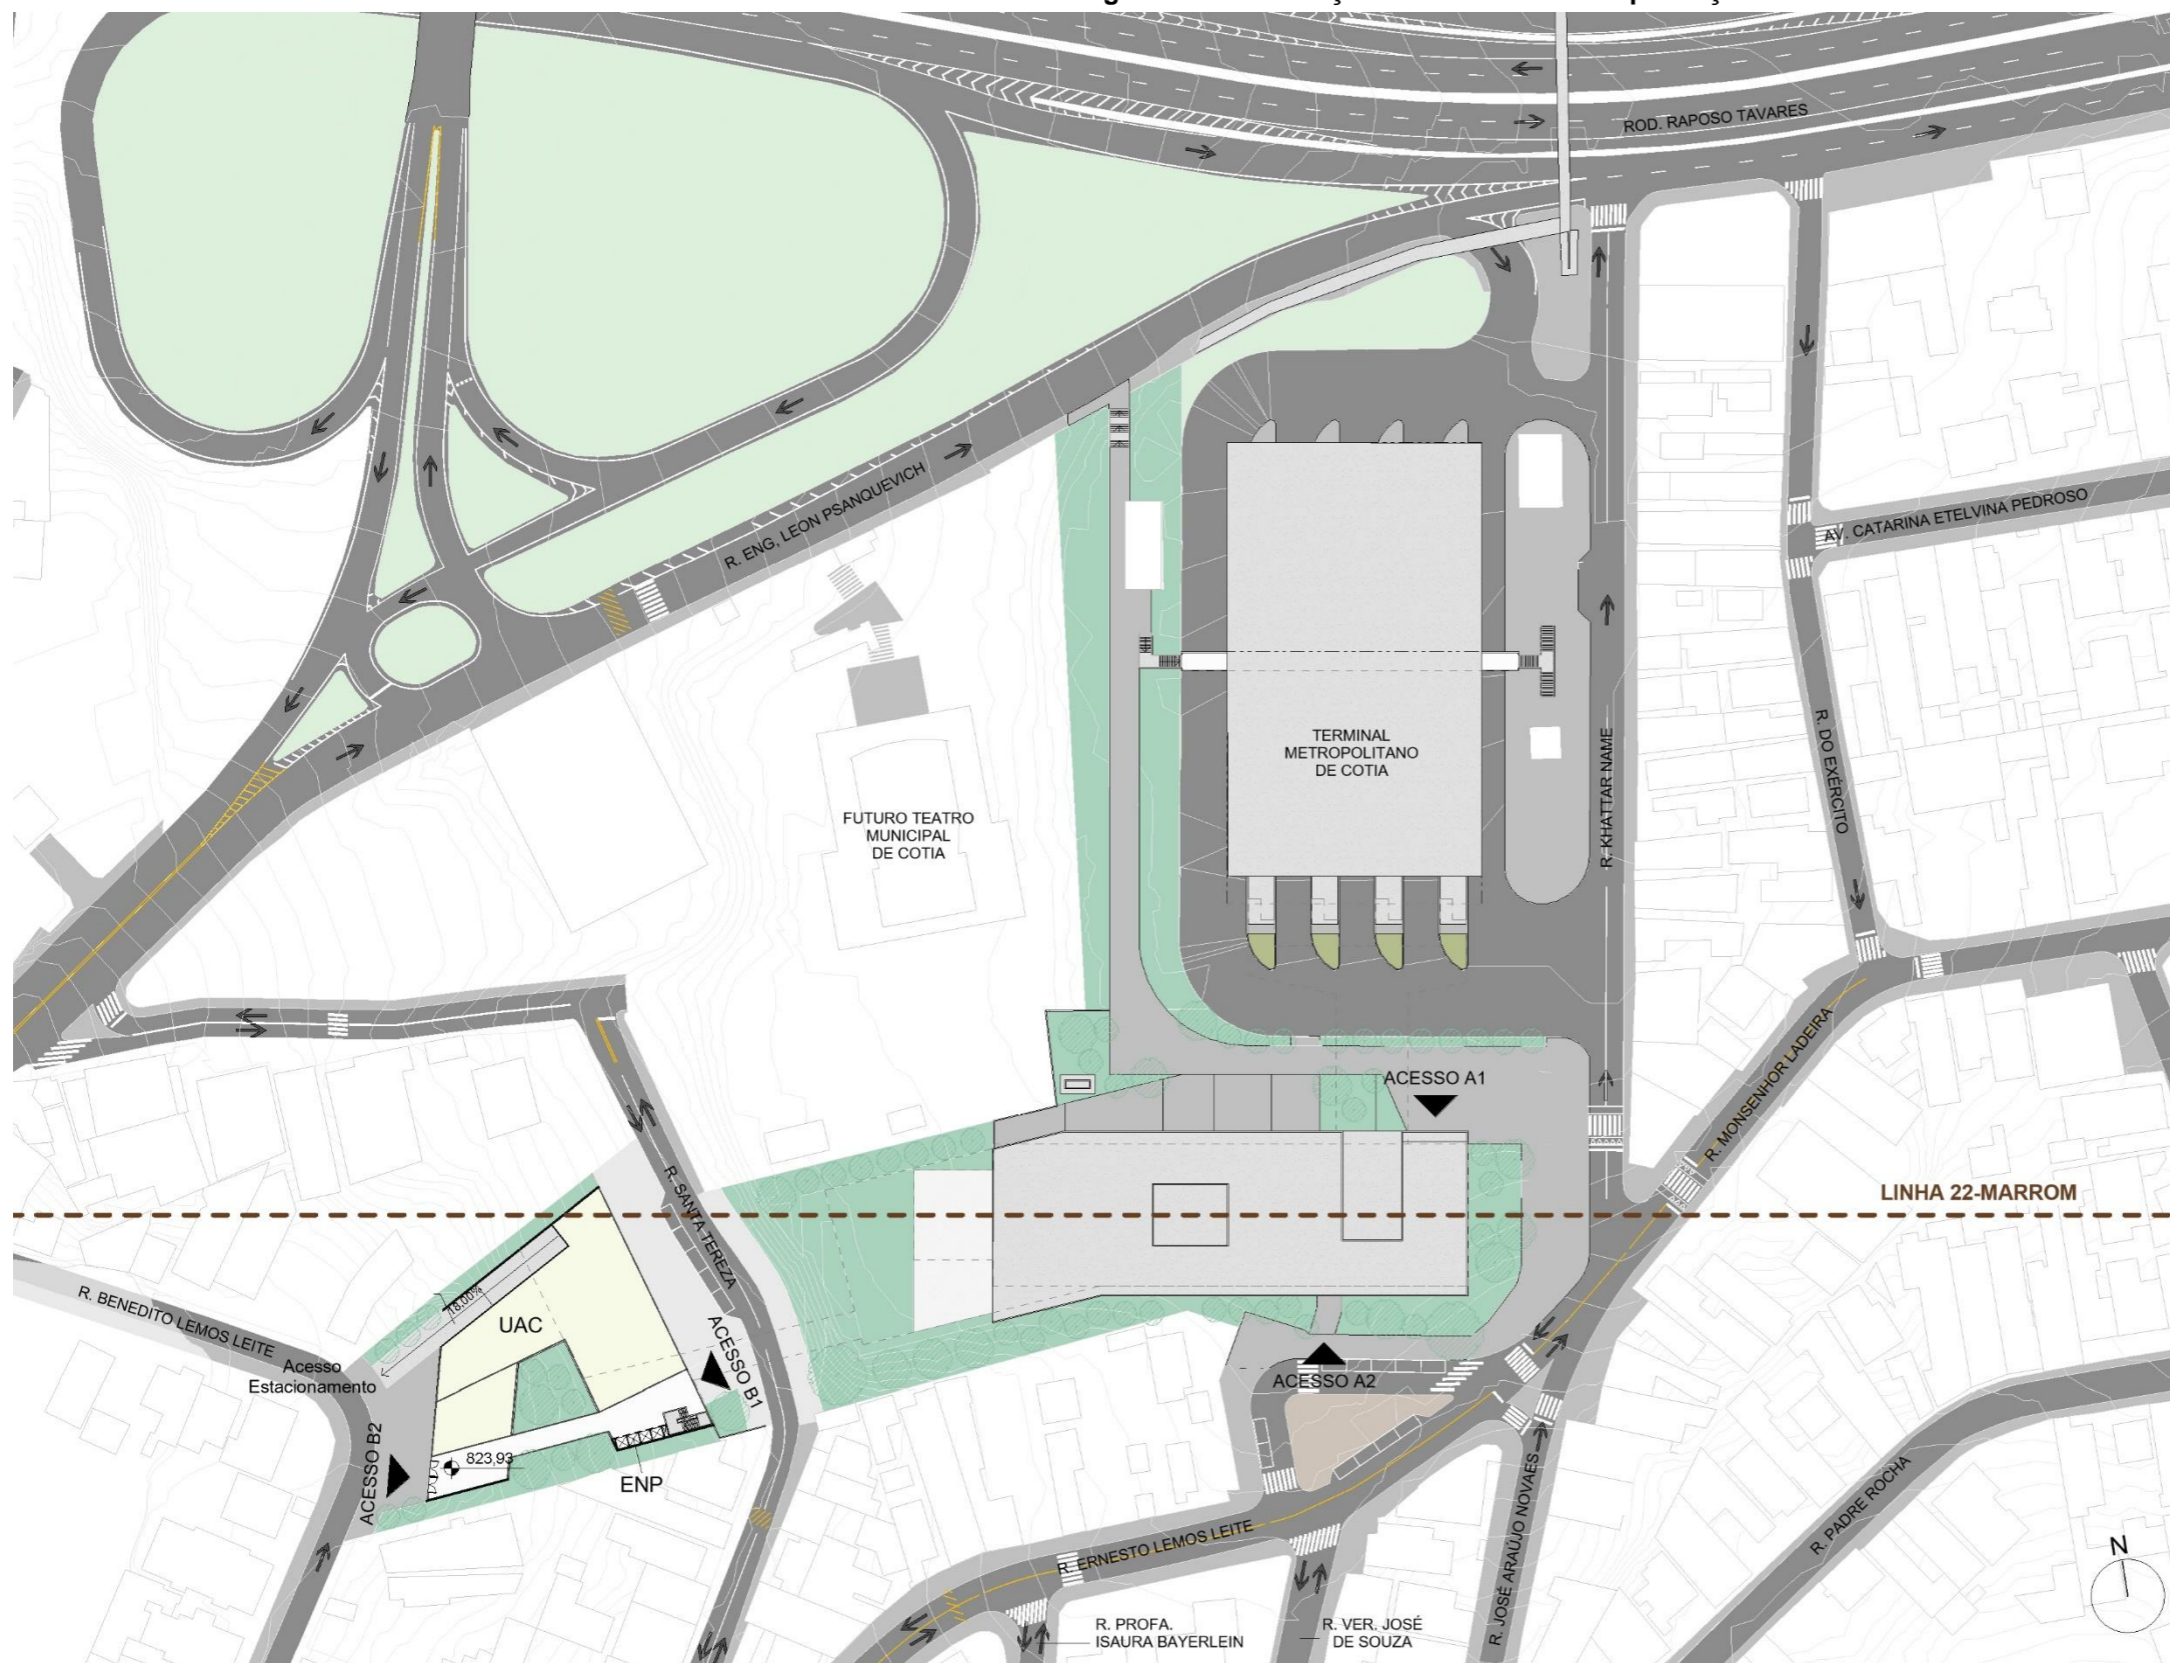 ROD. RAPOSO TAVARES
R. ENG, LEON PSANQUEVICH
AV. CATARINA ETELVINA PEDROSO
TERMINAL
METROPOLITANO
DE COTIA
R. KHATTAR NAME
R. DO EXÉRCITO
FUTURO TEATRO
MUNICIPAL
DE COTIA
R. MONSENHOR LADEIRA
ACESSO A1
LINHA 22-MARROM
R. SANTA TEREZA
R. BENEDITO LEMOS LEITE
18,00%
UAC
Acesso
Estacionamento
ACESSO B1
ACESSO A2
ACESSO B2
823,93
ENP
R. ERNESTO LEMOS LEITE
R. JOSÉ ARAÚJO NOVAES
R. PADRE ROCHA
N
R. PROFA.
ISAURA BAYERLEIN
R. VER. JOSÉ
DE SOUZA